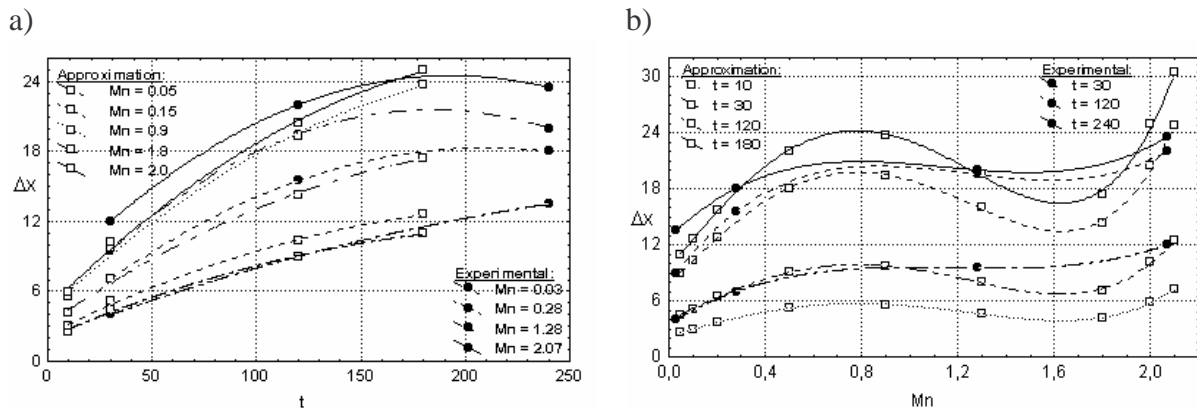 a)
Approximation:
Mn = 0.05
Mn = 0.15
Mn = 0.9
Mn = 1.8
Mn = 2.0
Experimental:
Mn = 0.03
Mn = 0.28
Mn = 1.28
Mn = 2.07
24
18
12
6
0
Δx
0 50 100 150 200 250
t
b)
Approximation:
t = 10
t = 30
t = 120
t = 180
Experimental:
t = 30
t = 120
t = 240
30
24
18
12
6
0
Δx
0,0 0,4 0,8 1,2 1,6 2,0
Mn